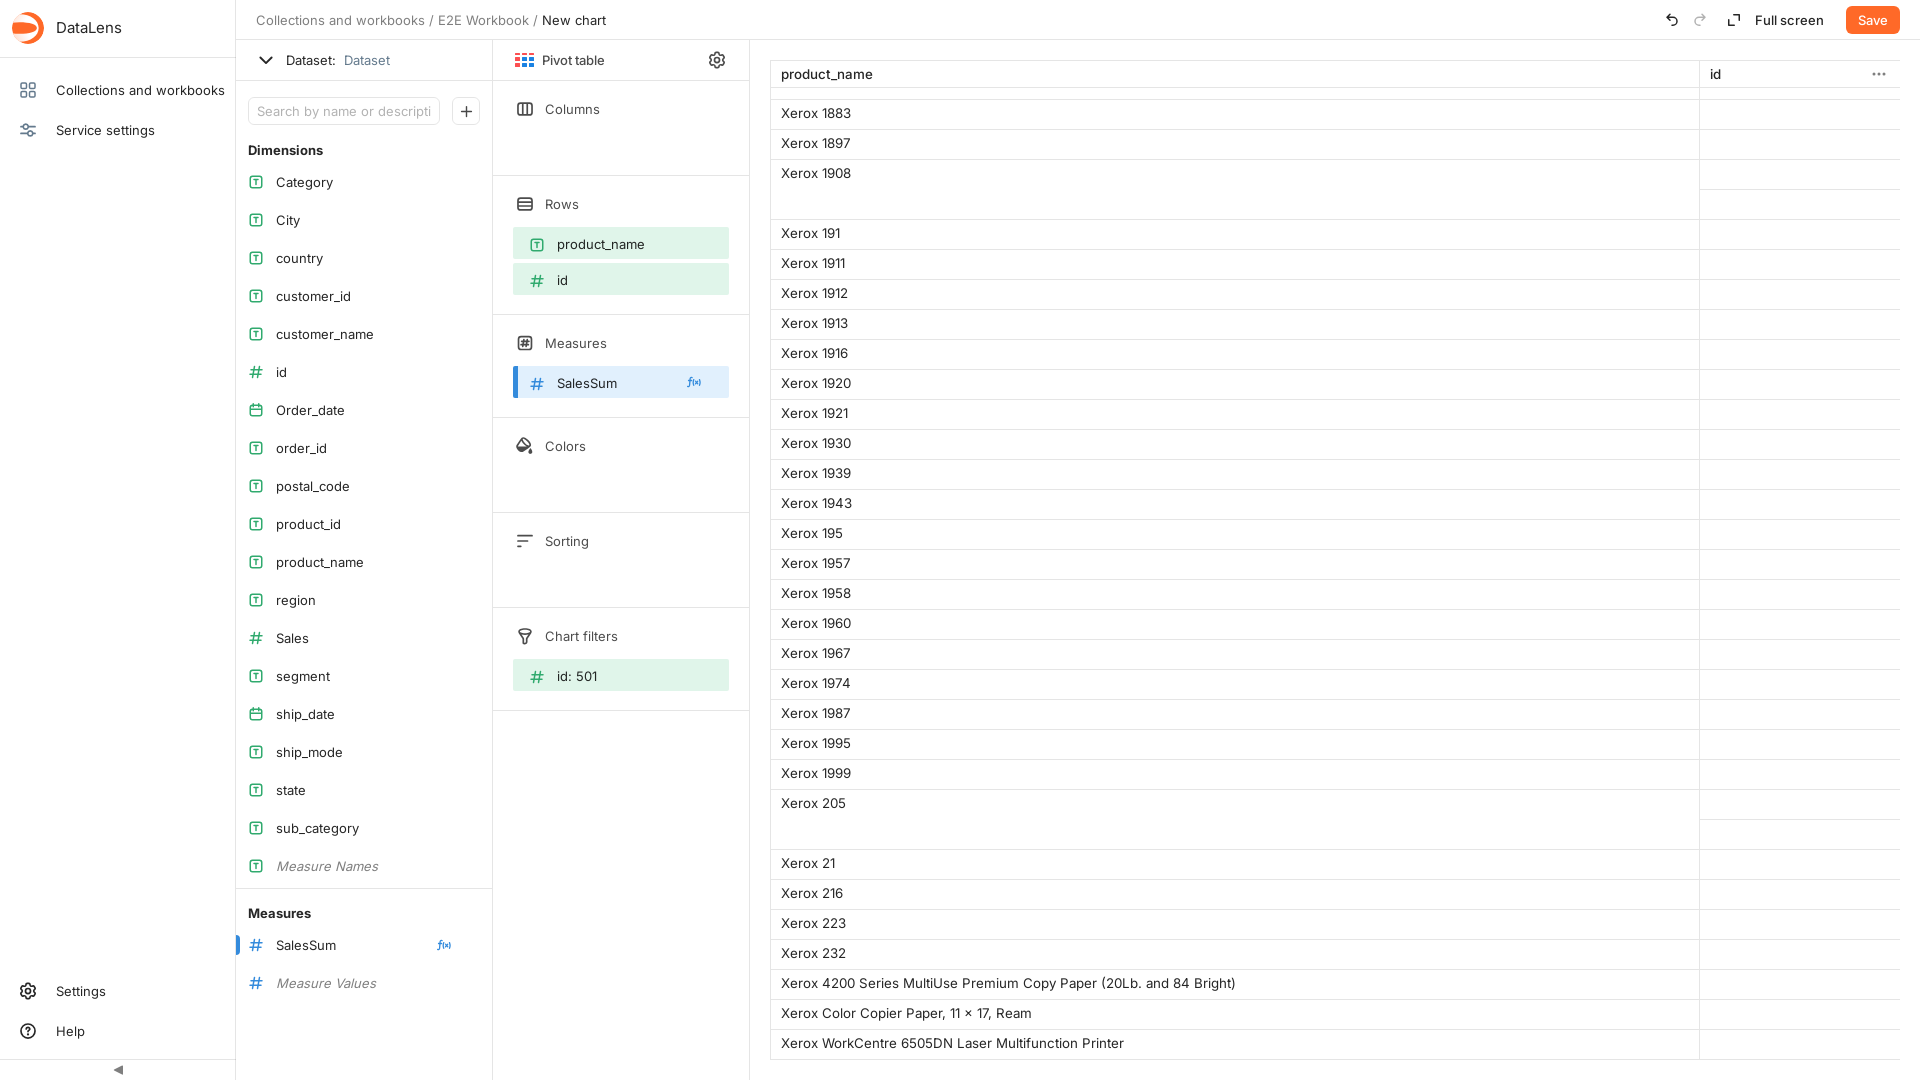 DataLens
Collections and workbooks
Service settings
Settings
Help
Collections and workbooks / E2E Workbook / New chart
Full screen
Save
Dataset: Dataset
Search by name or descripti
Dimensions
Category
City
country
customer_id
customer_name
id
Order_date
order_id
postal_code
product_id
product_name
region
Sales
segment
ship_date
ship_mode
state
sub_category
Measure Names
Measures
SalesSum
Measure Values
Pivot table
Columns
Rows
product_name
id
Measures
SalesSum
Colors
Sorting
Chart filters
id: 501
product_name id
Xerox 1883
Xerox 1897
Xerox 1908
Xerox 191
Xerox 1911
Xerox 1912
Xerox 1913
Xerox 1916
Xerox 1920
Xerox 1921
Xerox 1930
Xerox 1939
Xerox 1943
Xerox 195
Xerox 1957
Xerox 1958
Xerox 1960
Xerox 1967
Xerox 1974
Xerox 1987
Xerox 1995
Xerox 1999
Xerox 205
Xerox 21
Xerox 216
Xerox 223
Xerox 232
Xerox 4200 Series MultiUse Premium Copy Paper (20Lb. and 84 Bright)
Xerox Color Copier Paper, 11 × 17, Ream
Xerox WorkCentre 6505DN Laser Multifunction Printer